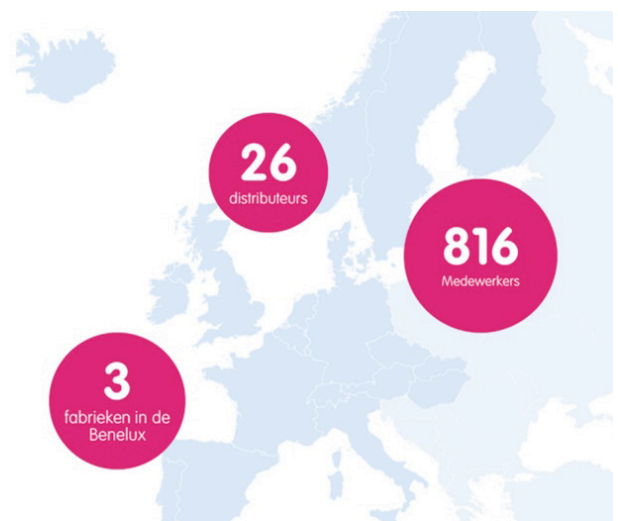 26
distributeurs
816
Medewerkers
3
fabrieken in de
Benelux